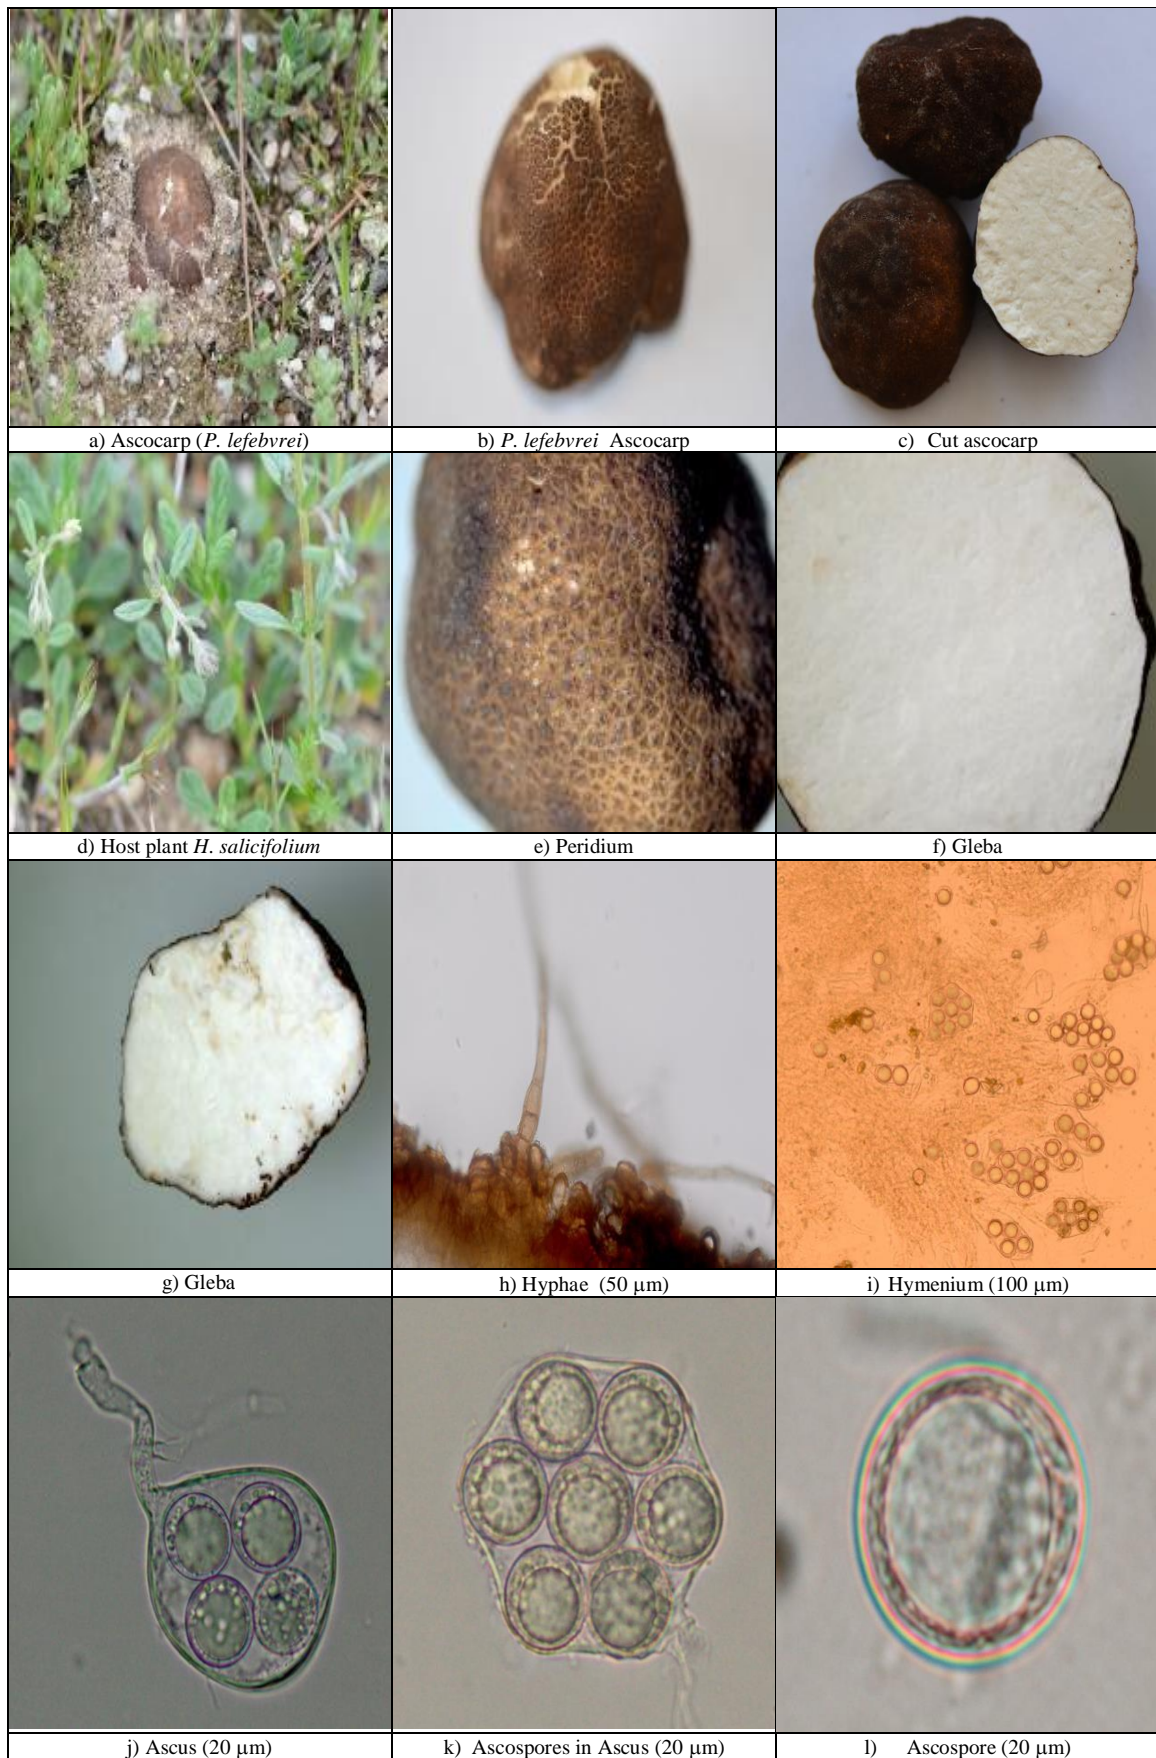 a) Ascocarp (P. lefebvrei)
b) P. lefebvrei Ascocarp
c) Cut ascocarp
d) Host plant H. salicifolium
e) Peridium
f) Gleba
g) Gleba
h) Hyphae (50 µm)
i) Hymenium (100 µm)
j) Ascus (20 µm)
k) Ascospores in Ascus (20 µm)
l) Ascospore (20 µm)